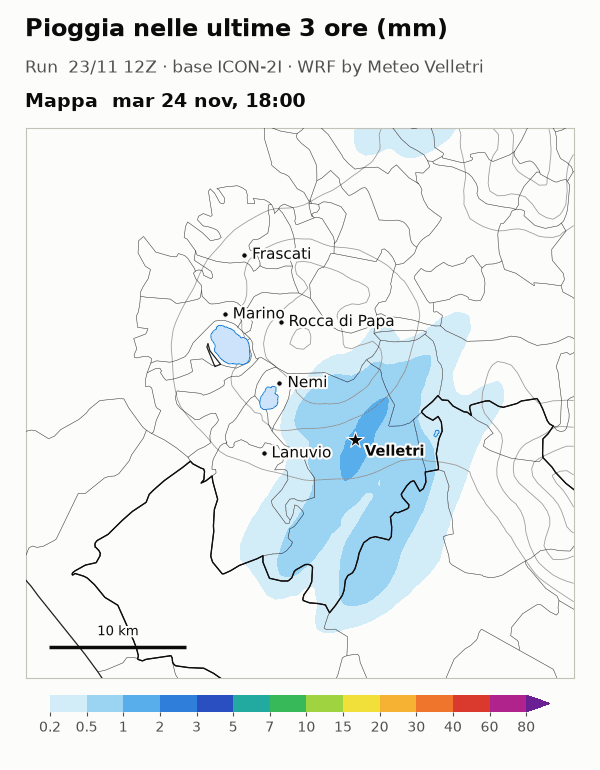 Pioggia nelle ultime 3 ore (mm)
Run  23/11 12Z · base ICON-2I · WRF by Meteo Velletri
Mappa  mar 24 nov, 18:00
Frascati
Marino
Rocca di Papa
Nemi
Velletri
Lanuvio
10 km
0.2 0.5 1 2 3 5 7 10 15 20 30 40 60 80